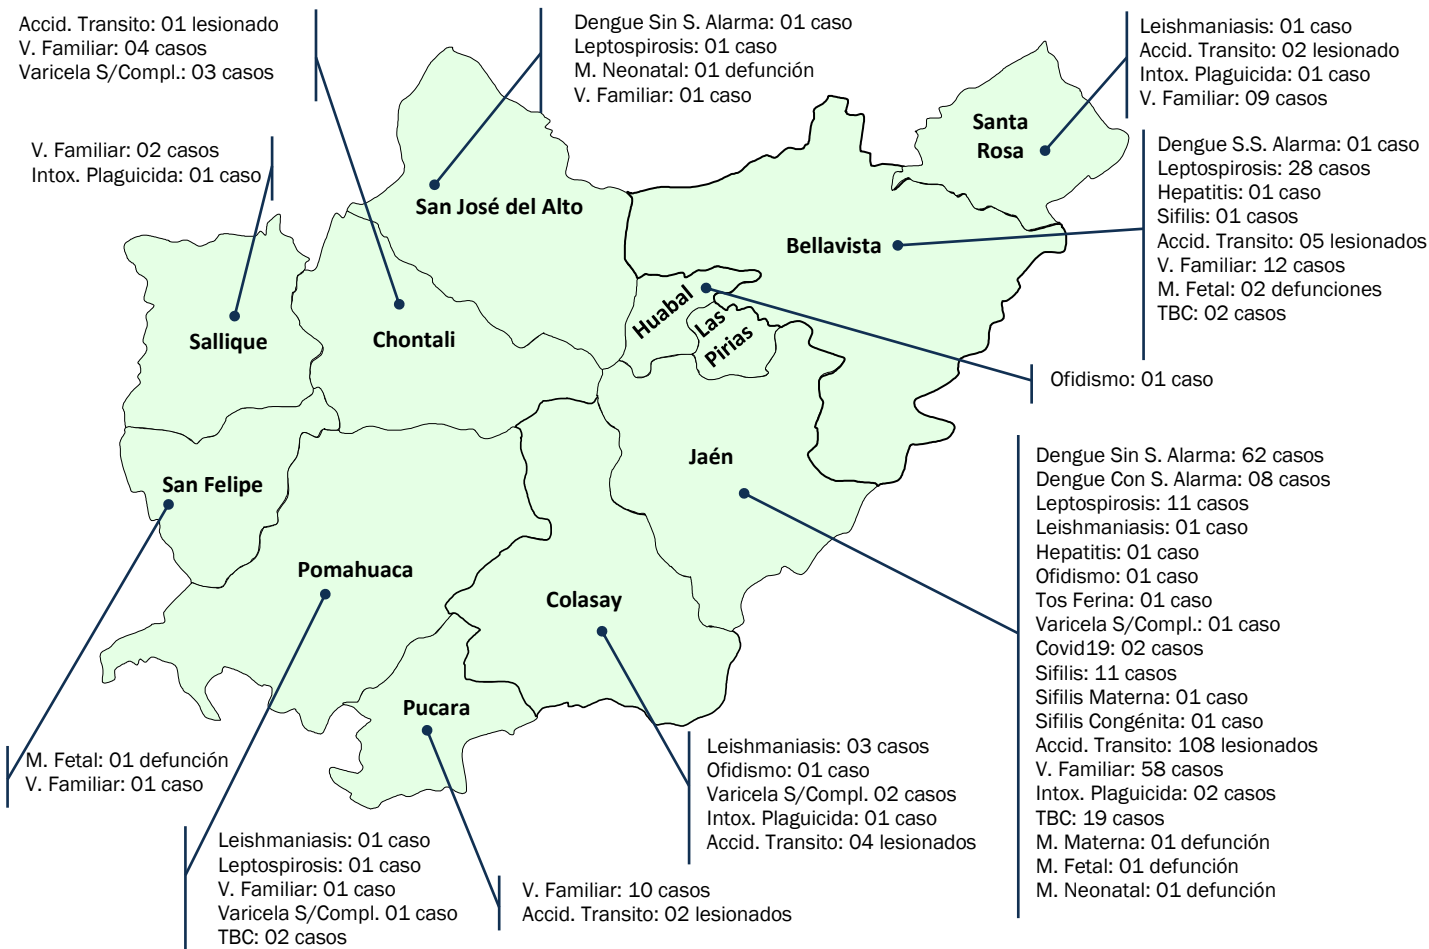 Accid. Transito: 01 lesionado
V. Familiar: 04 casos
Varicela S/Compl.: 03 casos
Dengue Sin S. Alarma: 01 caso
Leptospirosis: 01 caso
M. Neonatal: 01 defunción
V. Familiar: 01 caso
Leishmaniasis: 01 caso
Accid. Transito: 02 lesionado
Intox. Plaguicida: 01 caso
V. Familiar: 09 casos
V. Familiar: 02 casos
Intox. Plaguicida: 01 caso
Dengue S.S. Alarma: 01 caso
Leptospirosis: 28 casos
Hepatitis: 01 caso
Sifilis: 01 casos
Accid. Transito: 05 lesionados
V. Familiar: 12 casos
M. Fetal: 02 defunciones
TBC: 02 casos
Santa
Rosa
San José del Alto
Bellavista
Huabal
Las
Pirias
Sallique
Chontali
Ofidismo: 01 caso
Jaén
San Felipe
Pomahuaca
Colasay
Pucara
Dengue Sin S. Alarma: 62 casos
Dengue Con S. Alarma: 08 casos
Leptospirosis: 11 casos
Leishmaniasis: 01 caso
Hepatitis: 01 caso
Ofidismo: 01 caso
Tos Ferina: 01 caso
Varicela S/Compl.: 01 caso
Covid19: 02 casos
Sifilis: 11 casos
Sifilis Materna: 01 caso
Sifilis Congénita: 01 caso
Accid. Transito: 108 lesionados
V. Familiar: 58 casos
Intox. Plaguicida: 02 casos
TBC: 19 casos
M. Materna: 01 defunción
M. Fetal: 01 defunción
M. Neonatal: 01 defunción
M. Fetal: 01 defunción
V. Familiar: 01 caso
Leishmaniasis: 03 casos
Ofidismo: 01 caso
Varicela S/Compl. 02 casos
Intox. Plaguicida: 01 caso
Accid. Transito: 04 lesionados
Leishmaniasis: 01 caso
Leptospirosis: 01 caso
V. Familiar: 01 caso
Varicela S/Compl. 01 caso
TBC: 02 casos
V. Familiar: 10 casos
Accid. Transito: 02 lesionados